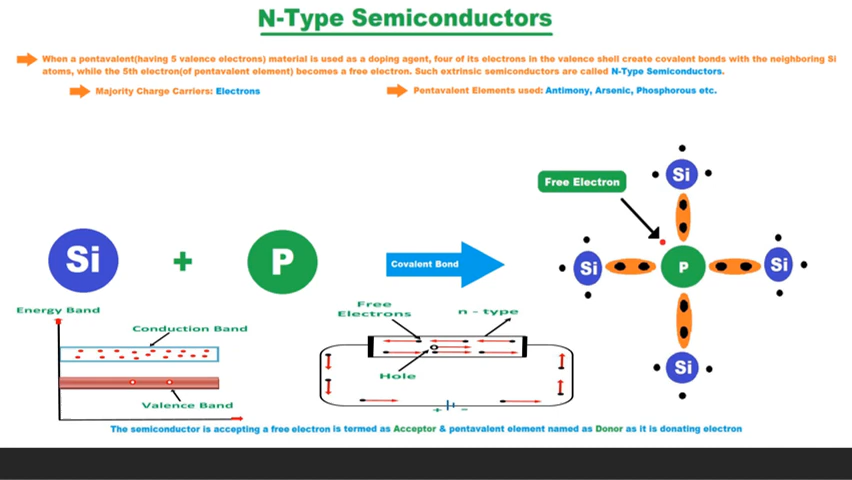 N-Type Semiconductors
When a pentavalent(having 5 valence electrons) material is used as a doping agent, four of its electrons in the valence shell create covalent bonds with the neighboring Si
atoms, while the 5th electron(of pentavalent element) becomes a free electron. Such extrinsic semiconductors are called N-Type Semiconductors.
Majority Charge Carriers: Electrons
Pentavalent Elements used: Antimony, Arsenic, Phosphorous etc.
Si
Free Electron
Si
+
P
Covalent Bond
Si
P
Si
Energy Band
Conduction Band
Valence Band
Free
Electrons
n - type
Hole
+ -
Si
The semiconductor is accepting a free electron is termed as Acceptor & pentavalent element named as Donor as it is donating electron